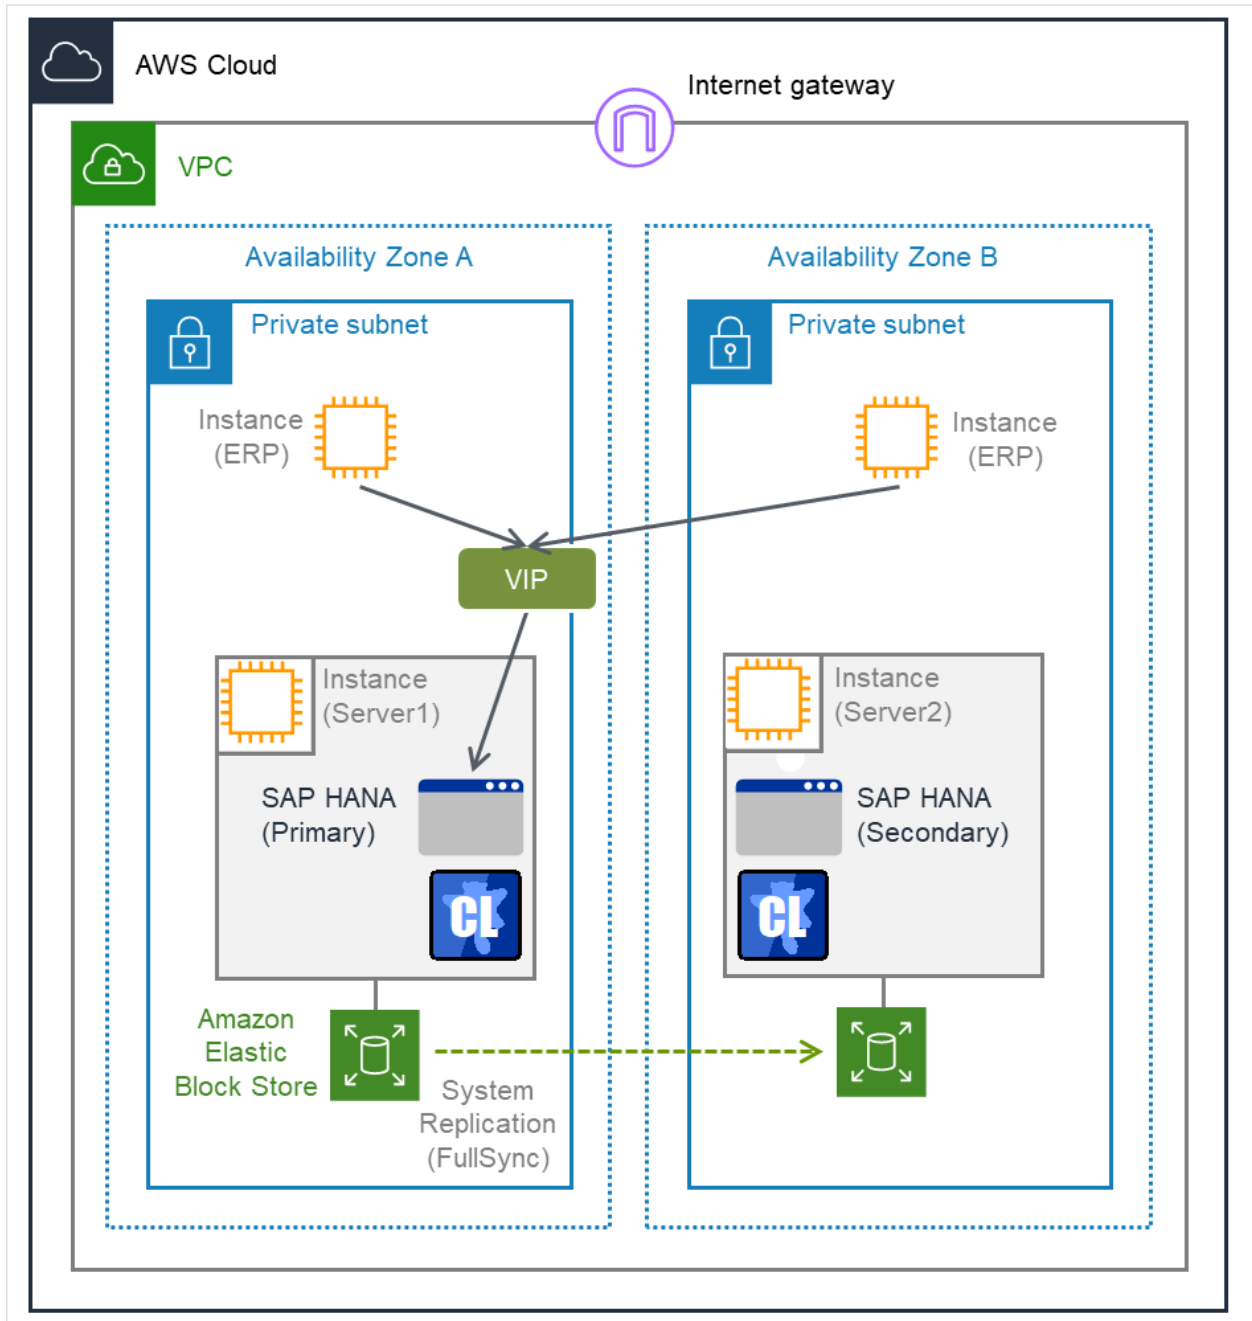 AWS Cloud
Internet gateway
VPC
Availability Zone A
Availability Zone B
Private subnet
Private subnet
Instance
(ERP)
Instance
(ERP)
VIP
Instance
(Server1)
Instance
(Server2)
SAP HANA
(Primary)
SAP HANA
(Secondary)
CL
CL
Amazon
Elastic
Block Store
System
Replication
(FullSync)